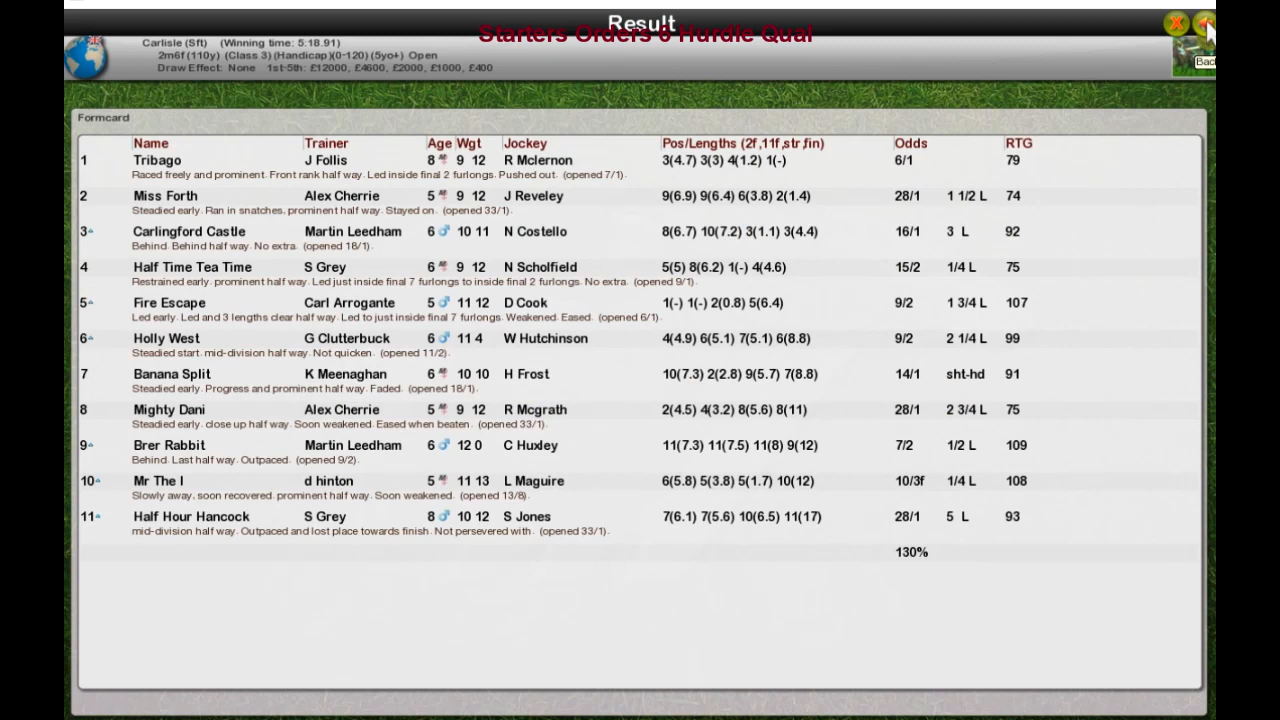 Result
Starters Orders 6 Hurdle Qual
Carlisle (Sft) (Winning time: 5:18.91)
2m6f (110y) (Class 3) (Handicap)(0-120) (5yo+) Open
Draw Effect: None 1st-5th: £12000, £4600, £2000, £1000, £400
Back
Formcard
Name Trainer Age Wgt Jockey Pos/Lengths (2f,11f,str,fin) Odds RTG
1 Tribago J Follis 8 9 12 R Mclernon 3(4.7) 3(3) 4(1.2) 1(-) 6/1 79
Raced freely and prominent. Front rank half way. Led inside final 2 furlongs. Pushed out. (opened 7/1).
2 Miss Forth Alex Cherrie 5 9 12 J Reveley 9(6.9) 9(6.4) 6(3.8) 2(1.4) 28/1 1 1/2 L 74
Steadied early. Ran in snatches, prominent half way. Stayed on. (opened 33/1).
3 Carlingford Castle Martin Leedham 6 10 11 N Costello 8(6.7) 10(7.2) 3(1.1) 3(4.4) 16/1 3 L 92
Behind. Behind half way. No extra. (opened 18/1).
4 Half Time Tea Time S Grey 6 9 12 N Scholfield 5(5) 8(6.2) 1(-) 4(4.6) 15/2 1/4 L 75
Restrained early. prominent half way. Led just inside final 7 furlongs to inside final 2 furlongs. No extra. (opened 9/1).
5 Fire Escape Carl Arrogante 5 11 12 D Cook 1(-) 1(-) 2(0.8) 5(6.4) 9/2 1 3/4 L 107
Led early. Led and 3 lengths clear half way. Led to just inside final 7 furlongs. Weakened. Eased. (opened 6/1).
6 Holly West G Clutterbuck 6 11 4 W Hutchinson 4(4.9) 6(5.1) 7(5.1) 6(8.8) 9/2 2 1/4 L 99
Steadied start. mid-division half way. Not quicken. (opened 11/2).
7 Banana Split K Meenaghan 6 10 10 H Frost 10(7.3) 2(2.8) 9(5.7) 7(8.8) 14/1 sht-hd 91
Steadied early. Progress and prominent half way. Faded. (opened 18/1).
8 Mighty Dani Alex Cherrie 5 9 12 R Mcgrath 2(4.5) 4(3.2) 8(5.6) 8(11) 28/1 2 3/4 L 75
Steadied early. close up half way. Soon weakened. Eased when beaten. (opened 33/1).
9 Brer Rabbit Martin Leedham 6 12 0 C Huxley 11(7.3) 11(7.5) 11(8) 9(12) 7/2 1/2 L 109
Behind. Last half way. Outpaced. (opened 9/2).
10 Mr The I d hinton 5 11 13 L Maguire 6(5.8) 5(3.8) 5(1.7) 10(12) 10/3f 1/4 L 108
Slowly away, soon recovered. prominent half way. Soon weakened. (opened 13/8).
11 Half Hour Hancock S Grey 8 10 12 S Jones 7(6.1) 7(5.6) 10(6.5) 11(17) 28/1 5 L 93
mid-division half way. Outpaced and lost place towards finish. Not persevered with. (opened 33/1).
130%